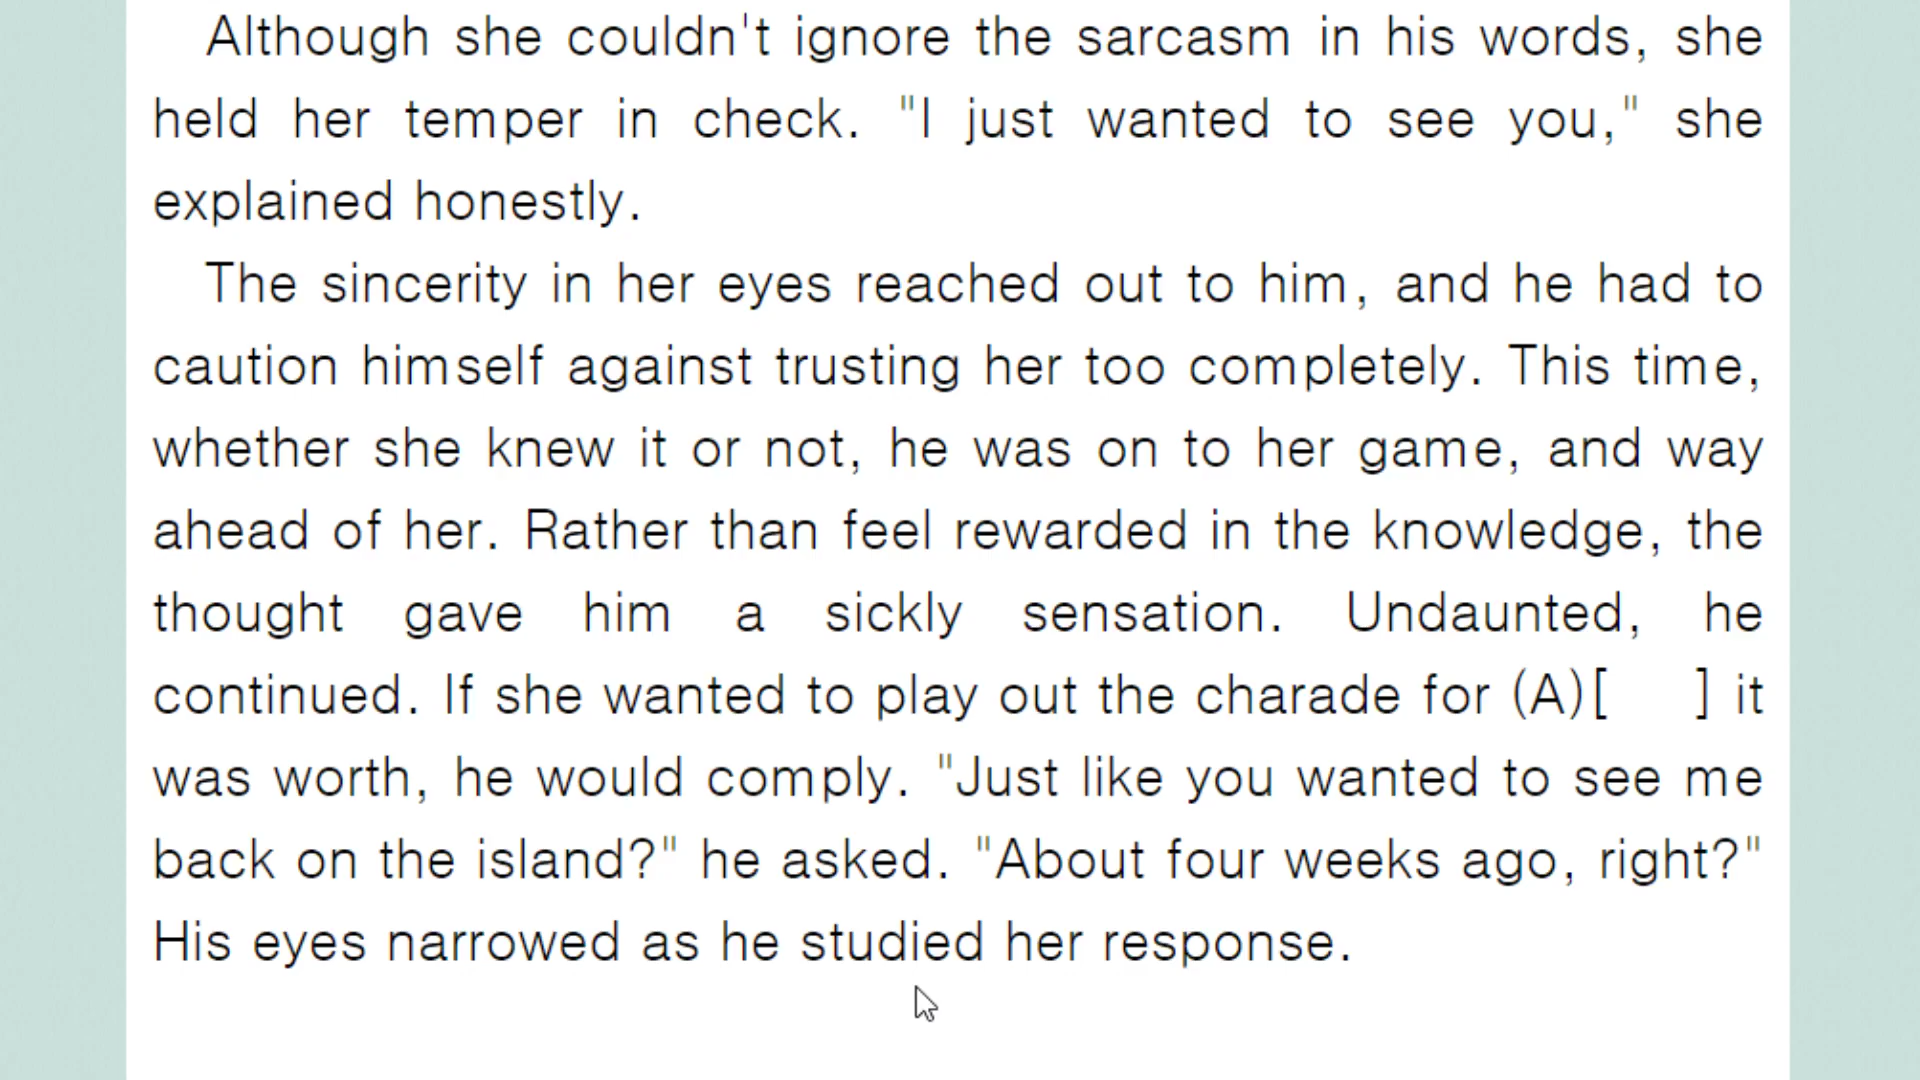 Although she couldn't ignore the sarcasm in his words, she
held her temper in check. "I just wanted to see you," she
explained honestly.
The sincerity in her eyes reached out to him, and he had to
caution himself against trusting her too completely. This time,
whether she knew it or not, he was on to her game, and way
ahead of her. Rather than feel rewarded in the knowledge, the
thought gave him a sickly sensation. Undaunted, he
continued. If she wanted to play out the charade for (A)[     ] it
was worth, he would comply. "Just like you wanted to see me
back on the island?" he asked. "About four weeks ago, right?"
His eyes narrowed as he studied her response.